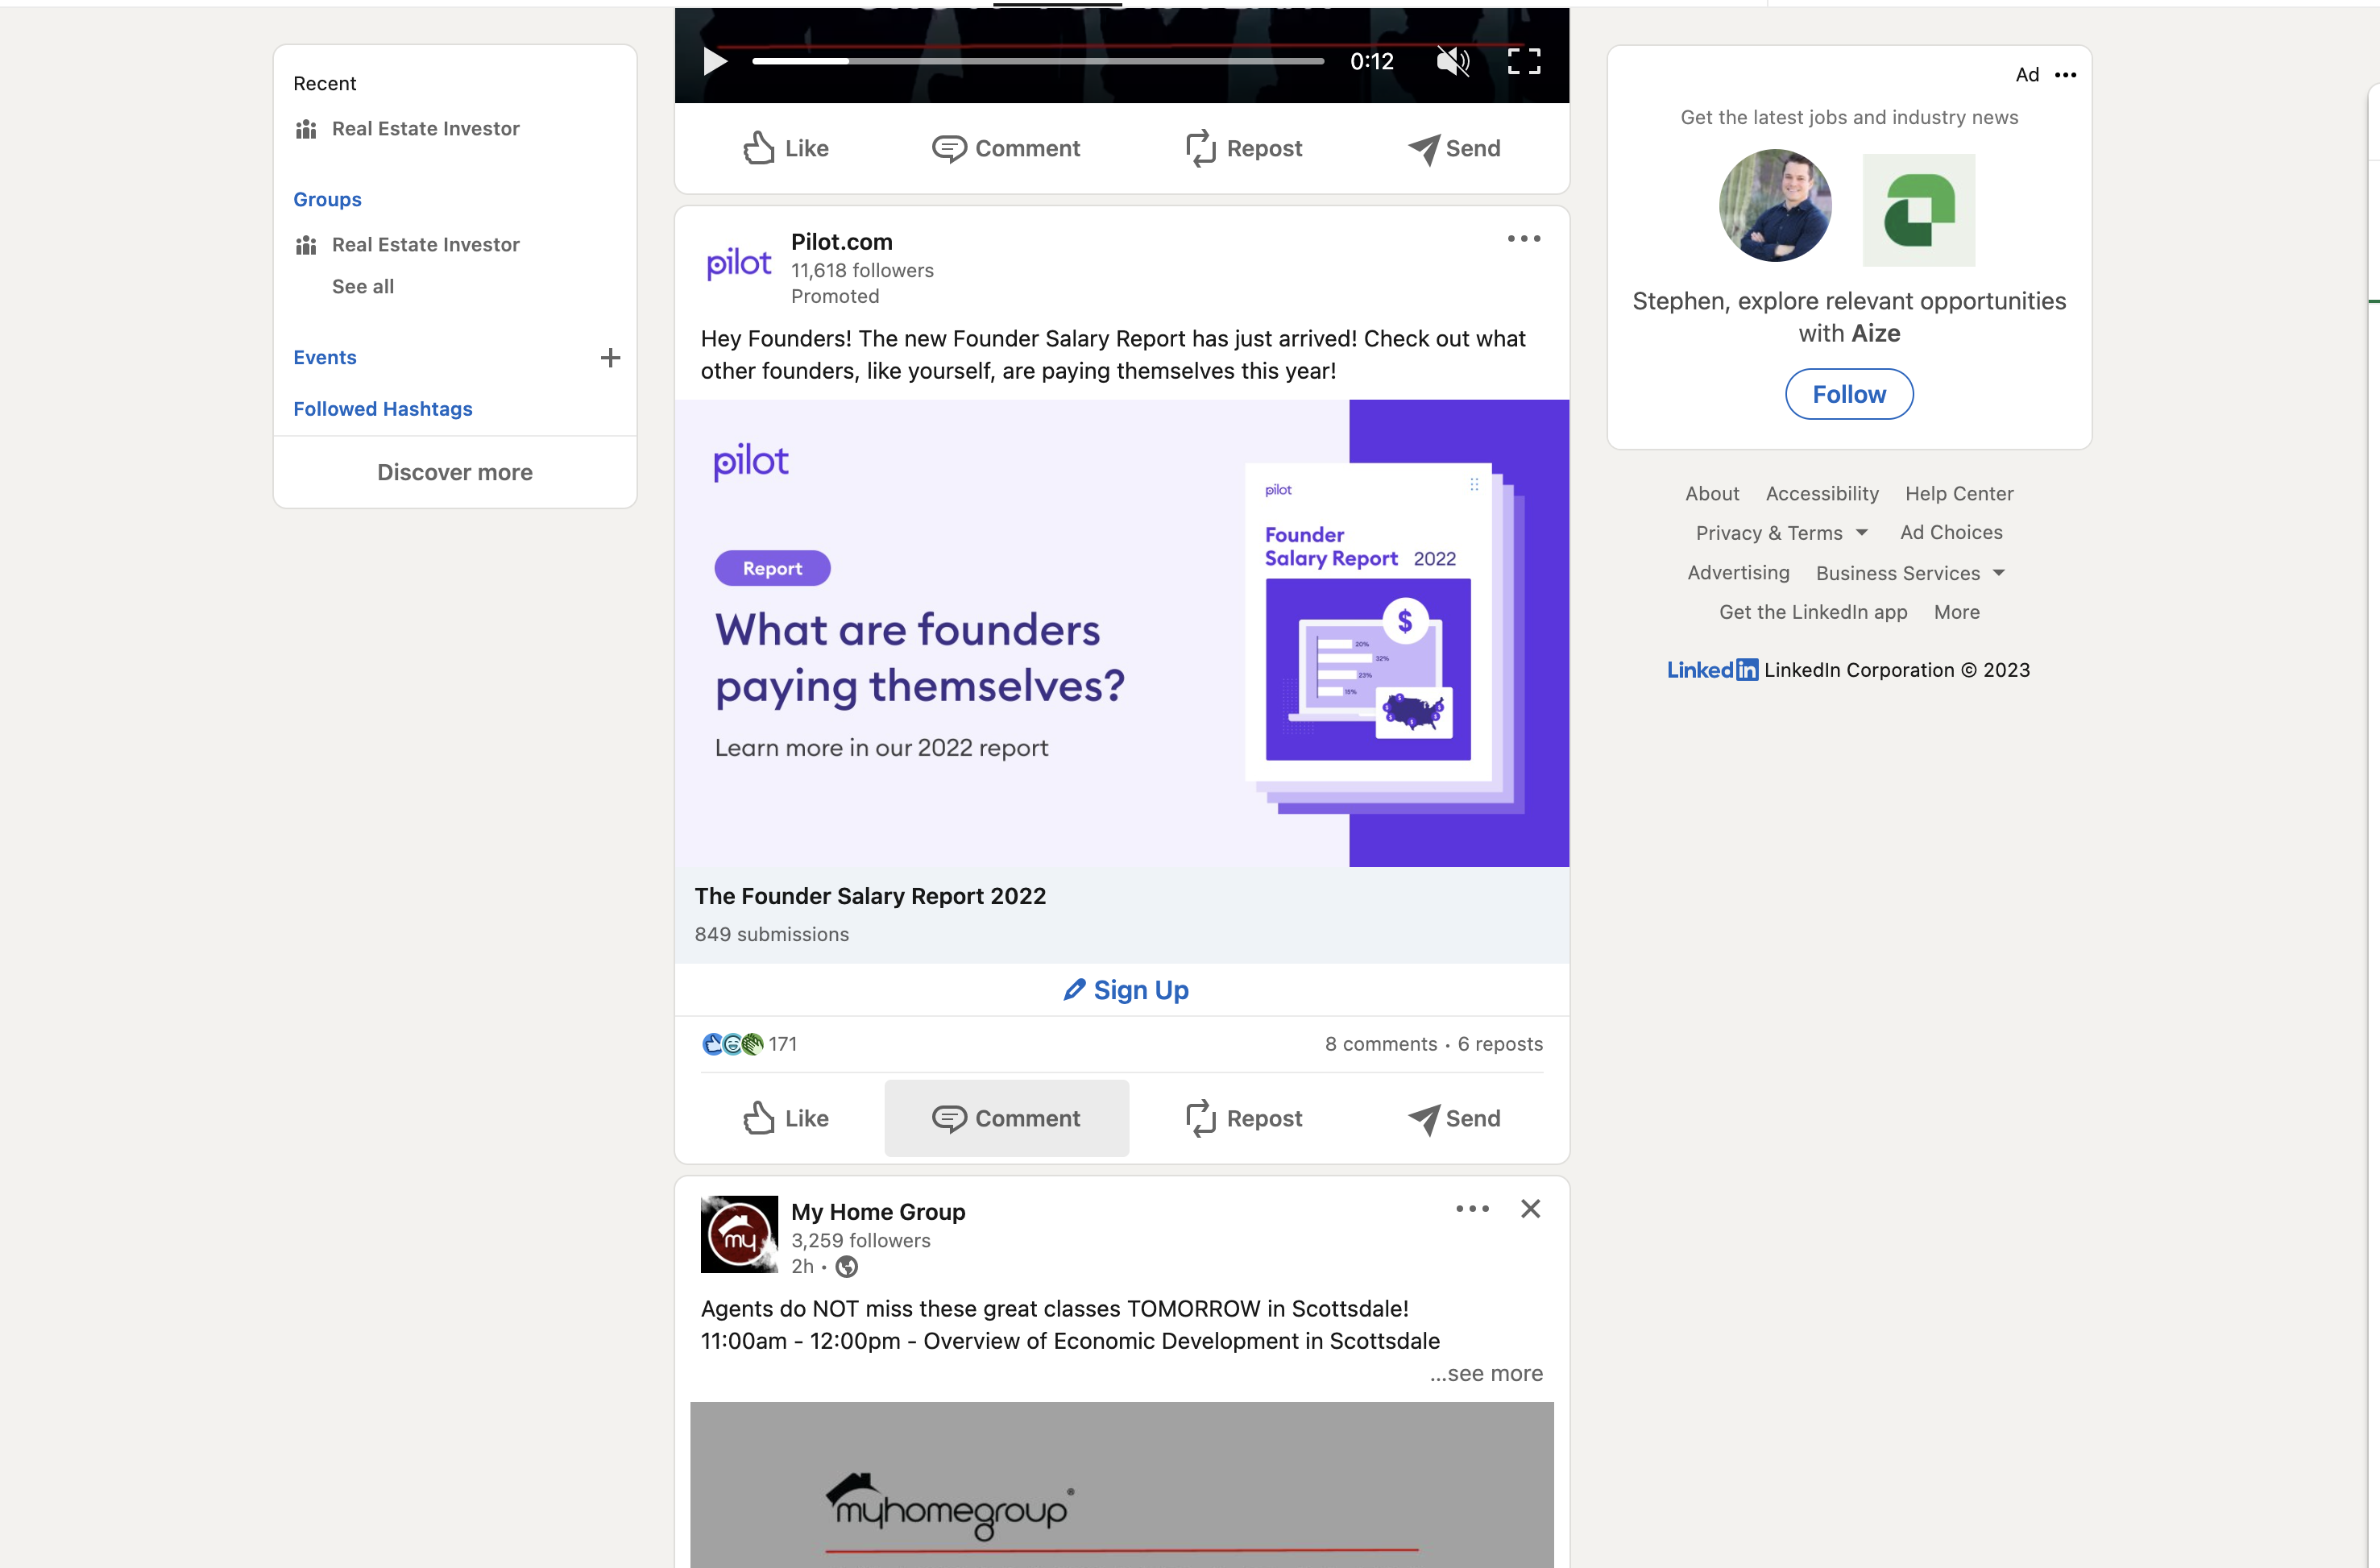 0:12
Like Comment Repost Send
Recent
Real Estate Investor
Groups
Real Estate Investor
See all
Events
Followed Hashtags
Discover more
pilot
Pilot.com
11,618 followers
Promoted
Hey Founders! The new Founder Salary Report has just arrived! Check out what
other founders, like yourself, are paying themselves this year!
pilot
Report
What are founders
paying themselves?
Learn more in our 2022 report
pilot
Founder
Salary Report 2022
$
20%
32%
23%
15%
The Founder Salary Report 2022
849 submissions
Sign Up
171
8 comments • 6 reposts
Like Comment Repost Send
my
My Home Group
3,259 followers
2h •
Agents do NOT miss these great classes TOMORROW in Scottsdale!
11:00am - 12:00pm - Overview of Economic Development in Scottsdale
...see more
myhomegroup
Ad
Get the latest jobs and industry news
Stephen, explore relevant opportunities
with Aize
Follow
About Accessibility Help Center
Privacy & Terms Ad Choices
Advertising Business Services
Get the LinkedIn app More
LinkedIn LinkedIn Corporation © 2023